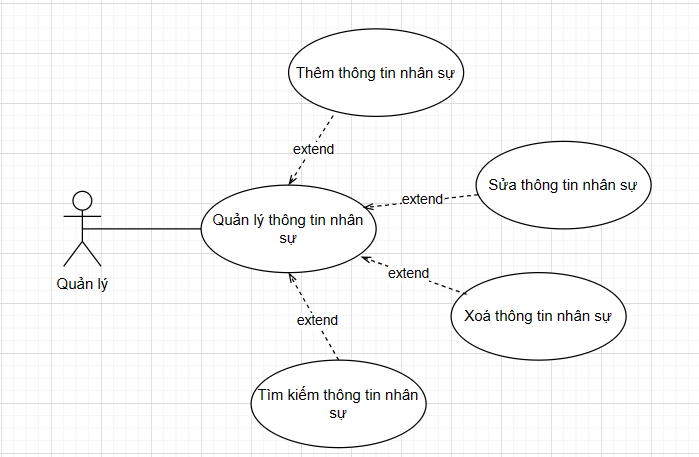 Thêm thông tin nhân sự
extend
Sửa thông tin nhân sự
extend
Quản lý thông tin nhân
sự
Quản lý
extend
Xoá thông tin nhân sự
extend
Tìm kiếm thông tin nhân
sự